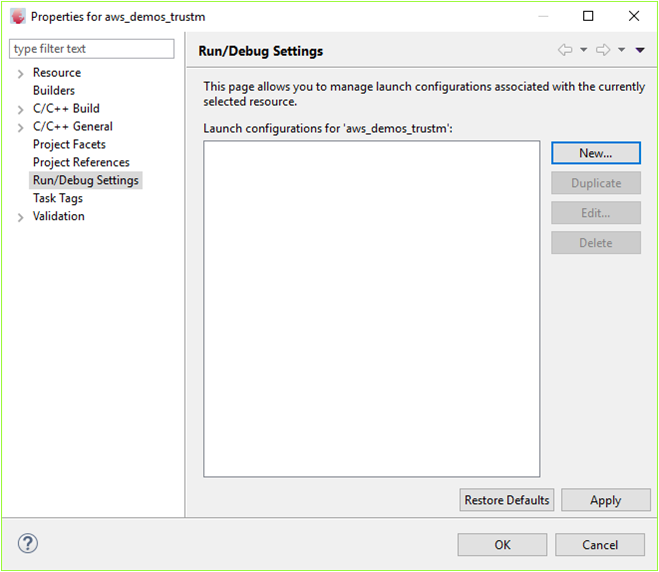 Properties for aws_demos_trustm
type filter text
Resource
Builders
C/C++ Build
C/C++ General
Project Facets
Project References
Run/Debug Settings
Task Tags
Validation
Run/Debug Settings
This page allows you to manage launch configurations associated with the currently
selected resource.
Launch configurations for 'aws_demos_trustm':
New...
Duplicate
Edit...
Delete
Restore Defaults
Apply
?
OK
Cancel